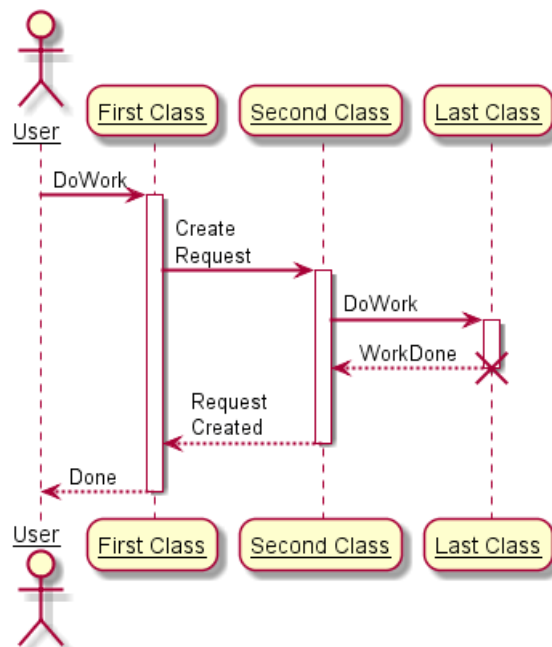 User
First Class
Second Class
Last Class
DoWork
Create
Request
DoWork
WorkDone
Request
Created
Done
User
First Class
Second Class
Last Class